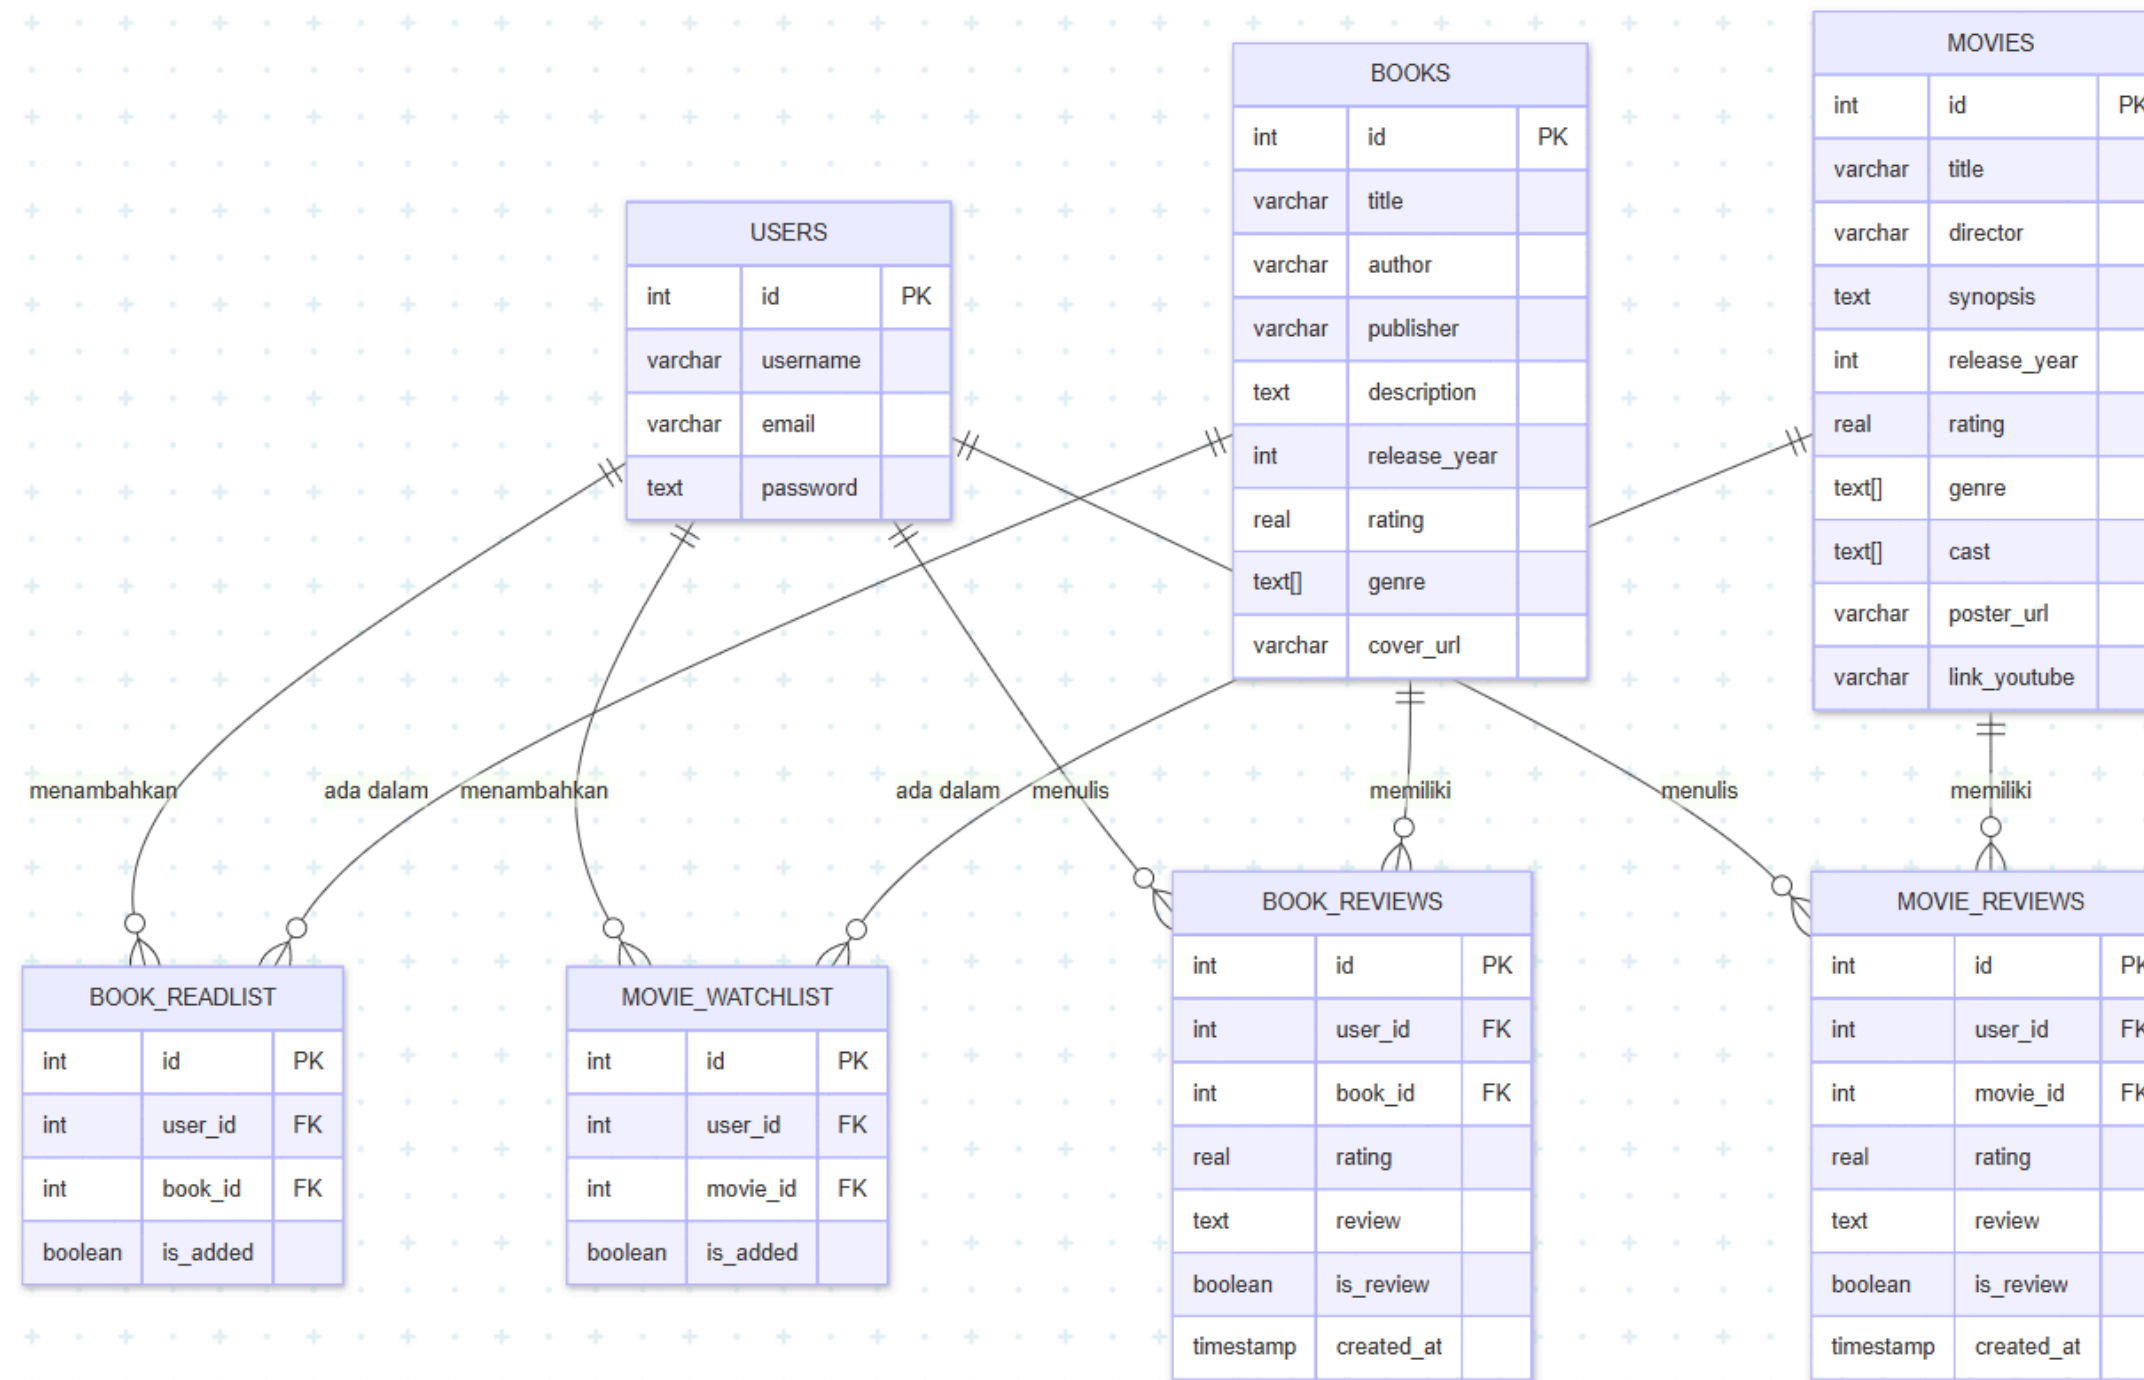 MOVIES
int id PK
varchar title
varchar director
text synopsis
int release_year
real rating
text[] genre
text[] cast
varchar poster_url
varchar link_youtube
BOOKS
int id PK
varchar title
varchar author
varchar publisher
text description
int release_year
real rating
text[] genre
varchar cover_url
USERS
int id PK
varchar username
varchar email
text password
menambahkan
ada dalam
menambahkan
ada dalam
menulis
memiliki
menulis
memiliki
BOOK_READLIST
int id PK
int user_id FK
int book_id FK
boolean is_added
MOVIE_WATCHLIST
int id PK
int user_id FK
int movie_id FK
boolean is_added
BOOK_REVIEWS
int id PK
int user_id FK
int book_id FK
real rating
text review
boolean is_review
timestamp created_at
MOVIE_REVIEWS
int id PK
int user_id FK
int movie_id FK
real rating
text review
boolean is_review
timestamp created_at